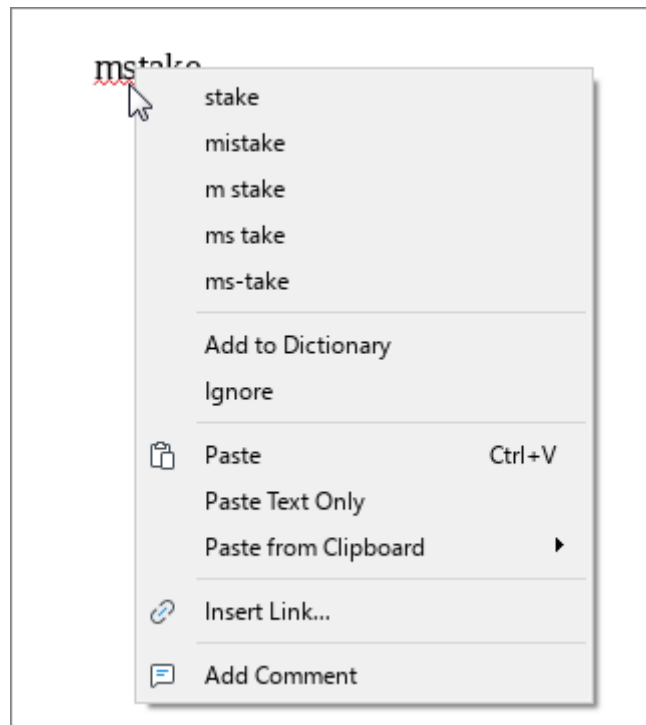 mstake
stake
mistake
m stake
ms take
ms-take
Add to Dictionary
Ignore
Paste Ctrl+V
Paste Text Only
Paste from Clipboard
Insert Link...
Add Comment